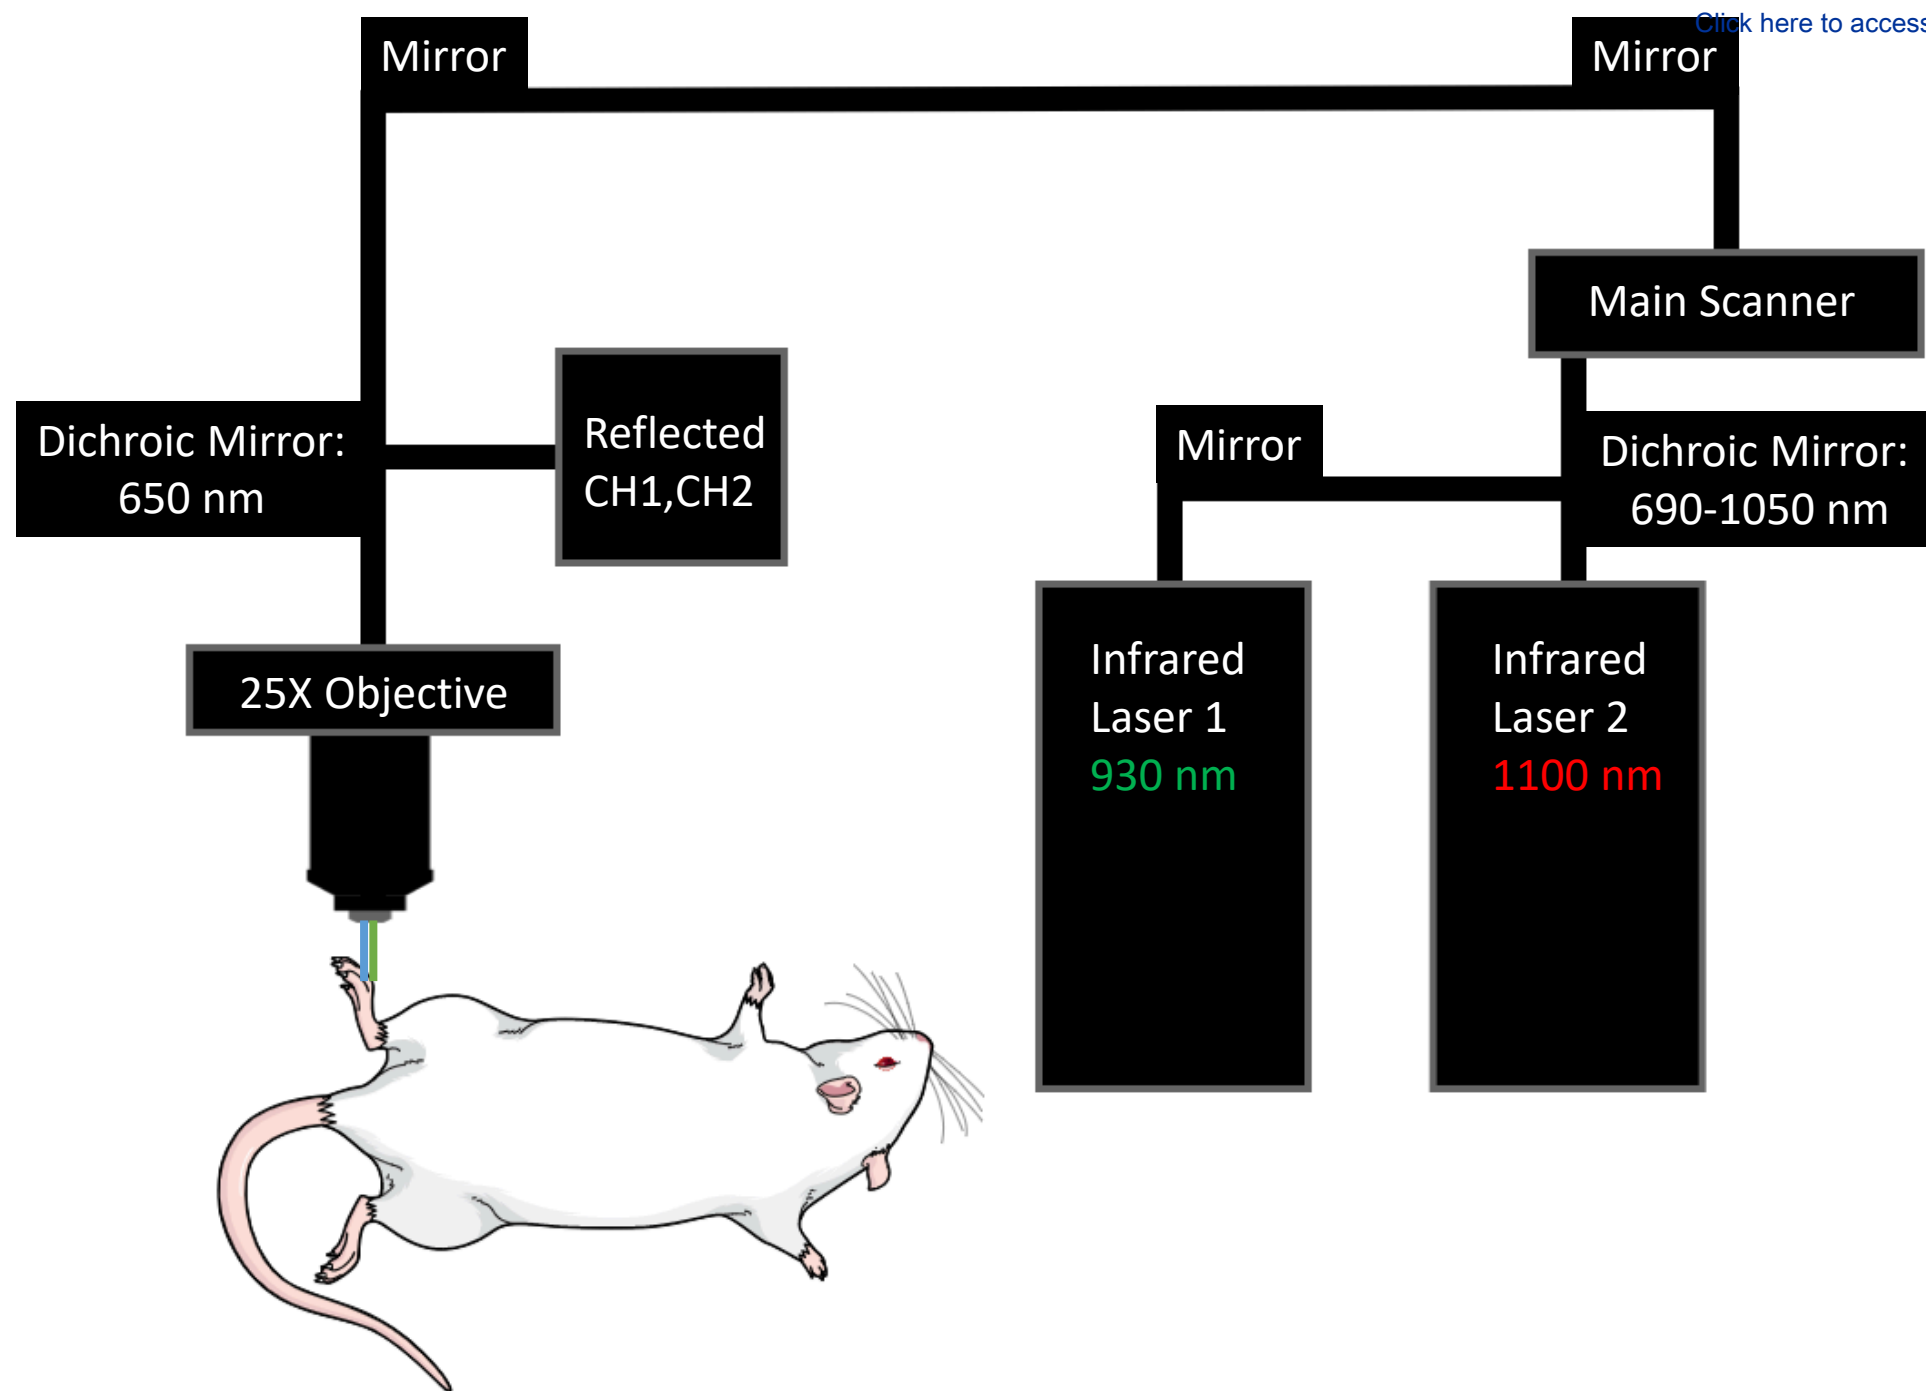 Click here to access
Mirror
Mirror
Main Scanner
Dichroic Mirror:
650 nm
Reflected
CH1,CH2
Mirror
Dichroic Mirror:
690-1050 nm
25X Objective
Infrared
Laser 1
930 nm
Infrared
Laser 2
1100 nm